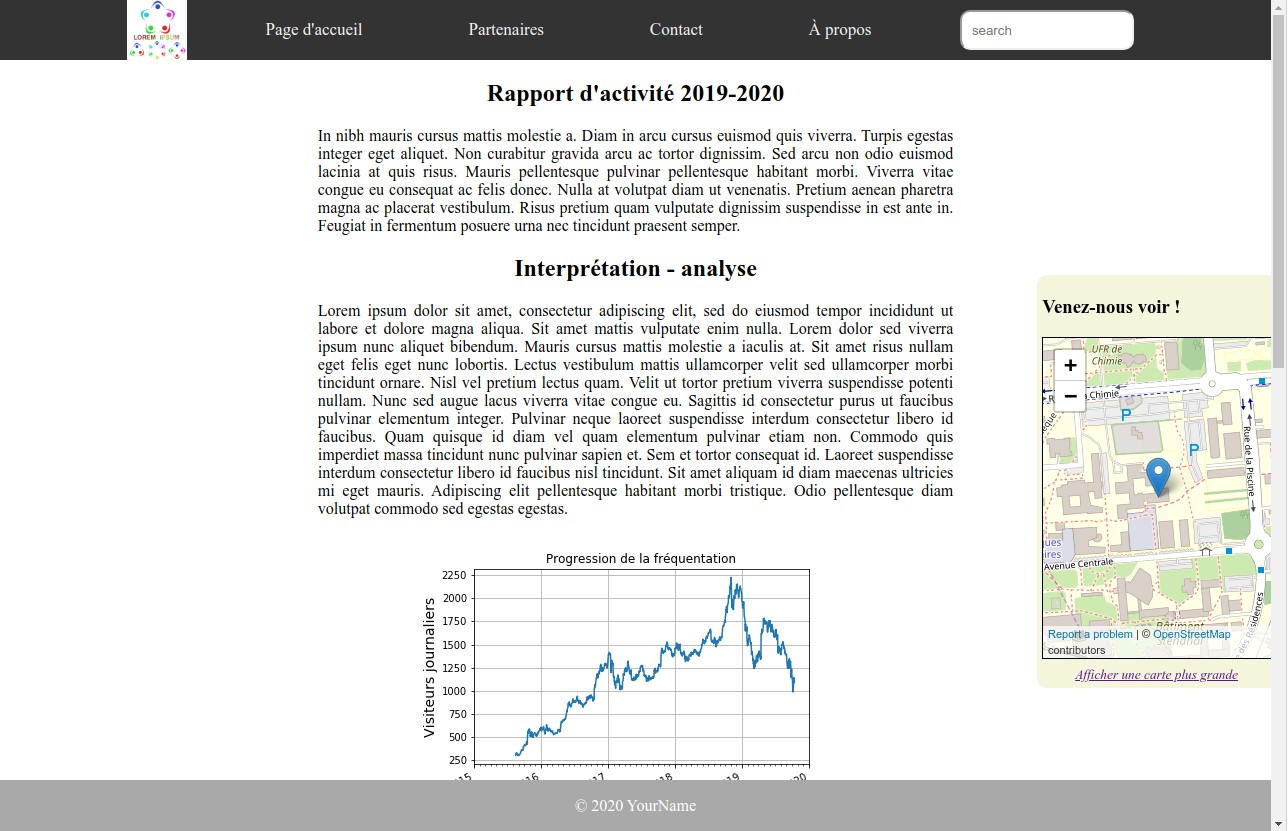 LOREM IPSUM
Page d'accueil
Partenaires
Contact
À propos
search
Rapport d'activité 2019-2020
In nibh mauris cursus mattis molestie a. Diam in arcu cursus euismod quis viverra. Turpis egestas
integer eget aliquet. Non curabitur gravida arcu ac tortor dignissim. Sed arcu non odio euismod
lacinia at quis risus. Mauris pellentesque pulvinar pellentesque habitant morbi. Viverra vitae
congue eu consequat ac felis donec. Nulla at volutpat diam ut venenatis. Pretium aenean pharetra
magna ac placerat vestibulum. Risus pretium quam vulputate dignissim suspendisse in est ante in.
Feugiat in fermentum posuere urna nec tincidunt praesent semper.
Interprétation - analyse
Lorem ipsum dolor sit amet, consectetur adipiscing elit, sed do eiusmod tempor incididunt ut
labore et dolore magna aliqua. Sit amet mattis vulputate enim nulla. Lorem dolor sed viverra
ipsum nunc aliquet bibendum. Mauris cursus mattis molestie a iaculis at. Sit amet risus nullam
eget felis eget nunc lobortis. Lectus vestibulum mattis ullamcorper velit sed ullamcorper morbi
tincidunt ornare. Nisl vel pretium lectus quam. Velit ut tortor pretium viverra suspendisse potenti
nullam. Nunc sed augue lacus viverra vitae congue eu. Sagittis id consectetur purus ut faucibus
pulvinar elementum integer. Pulvinar neque laoreet suspendisse interdum consectetur libero id
faucibus. Quam quisque id diam vel quam elementum pulvinar etiam non. Commodo quis
imperdiet massa tincidunt nunc pulvinar sapien et. Sem et tortor consequat id. Laoreet suspendisse
interdum consectetur libero id faucibus nisl tincidunt. Sit amet aliquam id diam maecenas ultricies
mi eget mauris. Adipiscing elit pellentesque habitant morbi tristique. Odio pellentesque diam
volutpat commodo sed egestas egestas.
Progression de la fréquentation
Visiteurs journaliers
2250
2000
1750
1500
1250
1000
750
500
250
Venez-nous voir !
UFR de
Chimie
+
−
la Chimie
P
P
Rue de la Piscine
Avenue Centrale
Bâtiment
Stendhal
des Résidences
Report a problem | © OpenStreetMap
contributors
Afficher une carte plus grande
© 2020 YourName